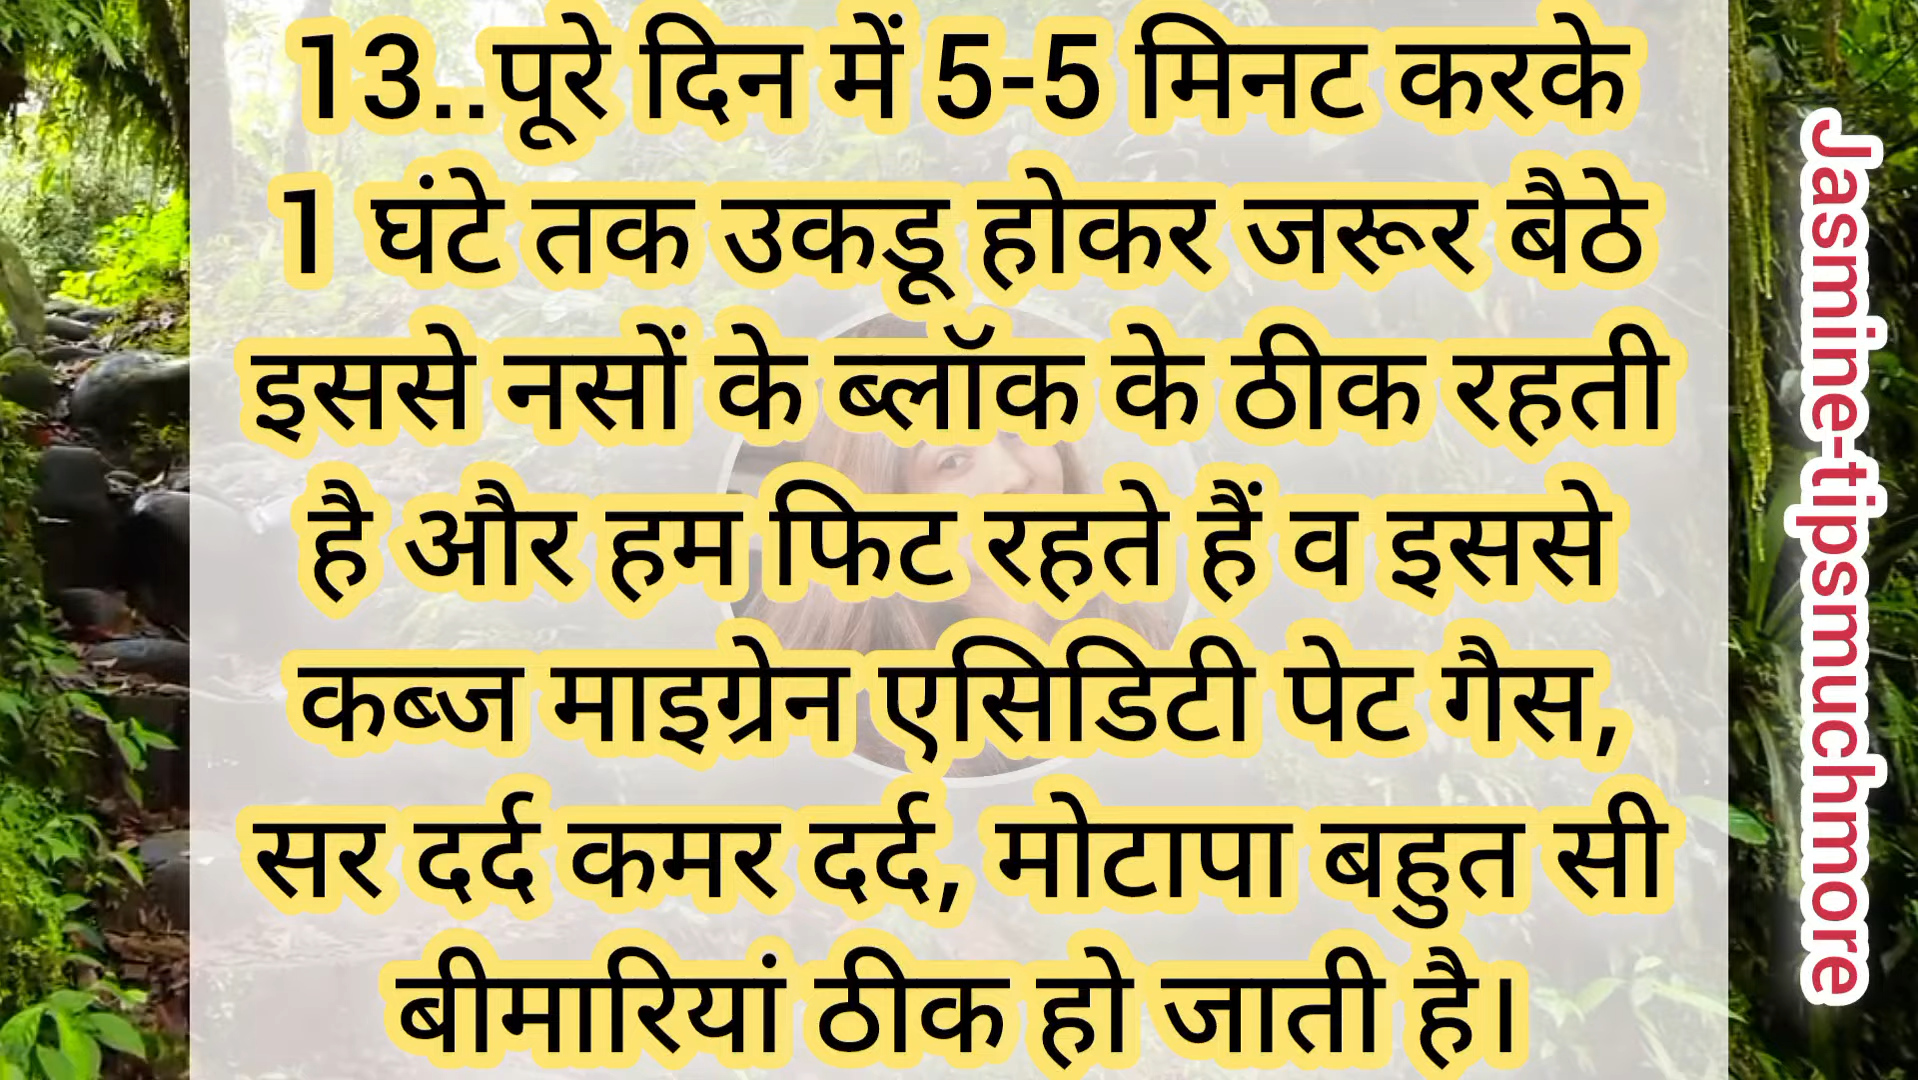 13..पूरे दिन में 5-5 मिनट करके
1 घंटे तक उकडू होकर जरूर बैठे
इससे नसों के ब्लॉक के ठीक रहती
है और हम फिट रहते हैं व इससे
कब्ज माइग्रेन एसिडिटी पेट गैस,
सर दर्द कमर दर्द, मोटापा बहुत सी
बीमारियां ठीक हो जाती है।
Jasmine-tipsmuchmore